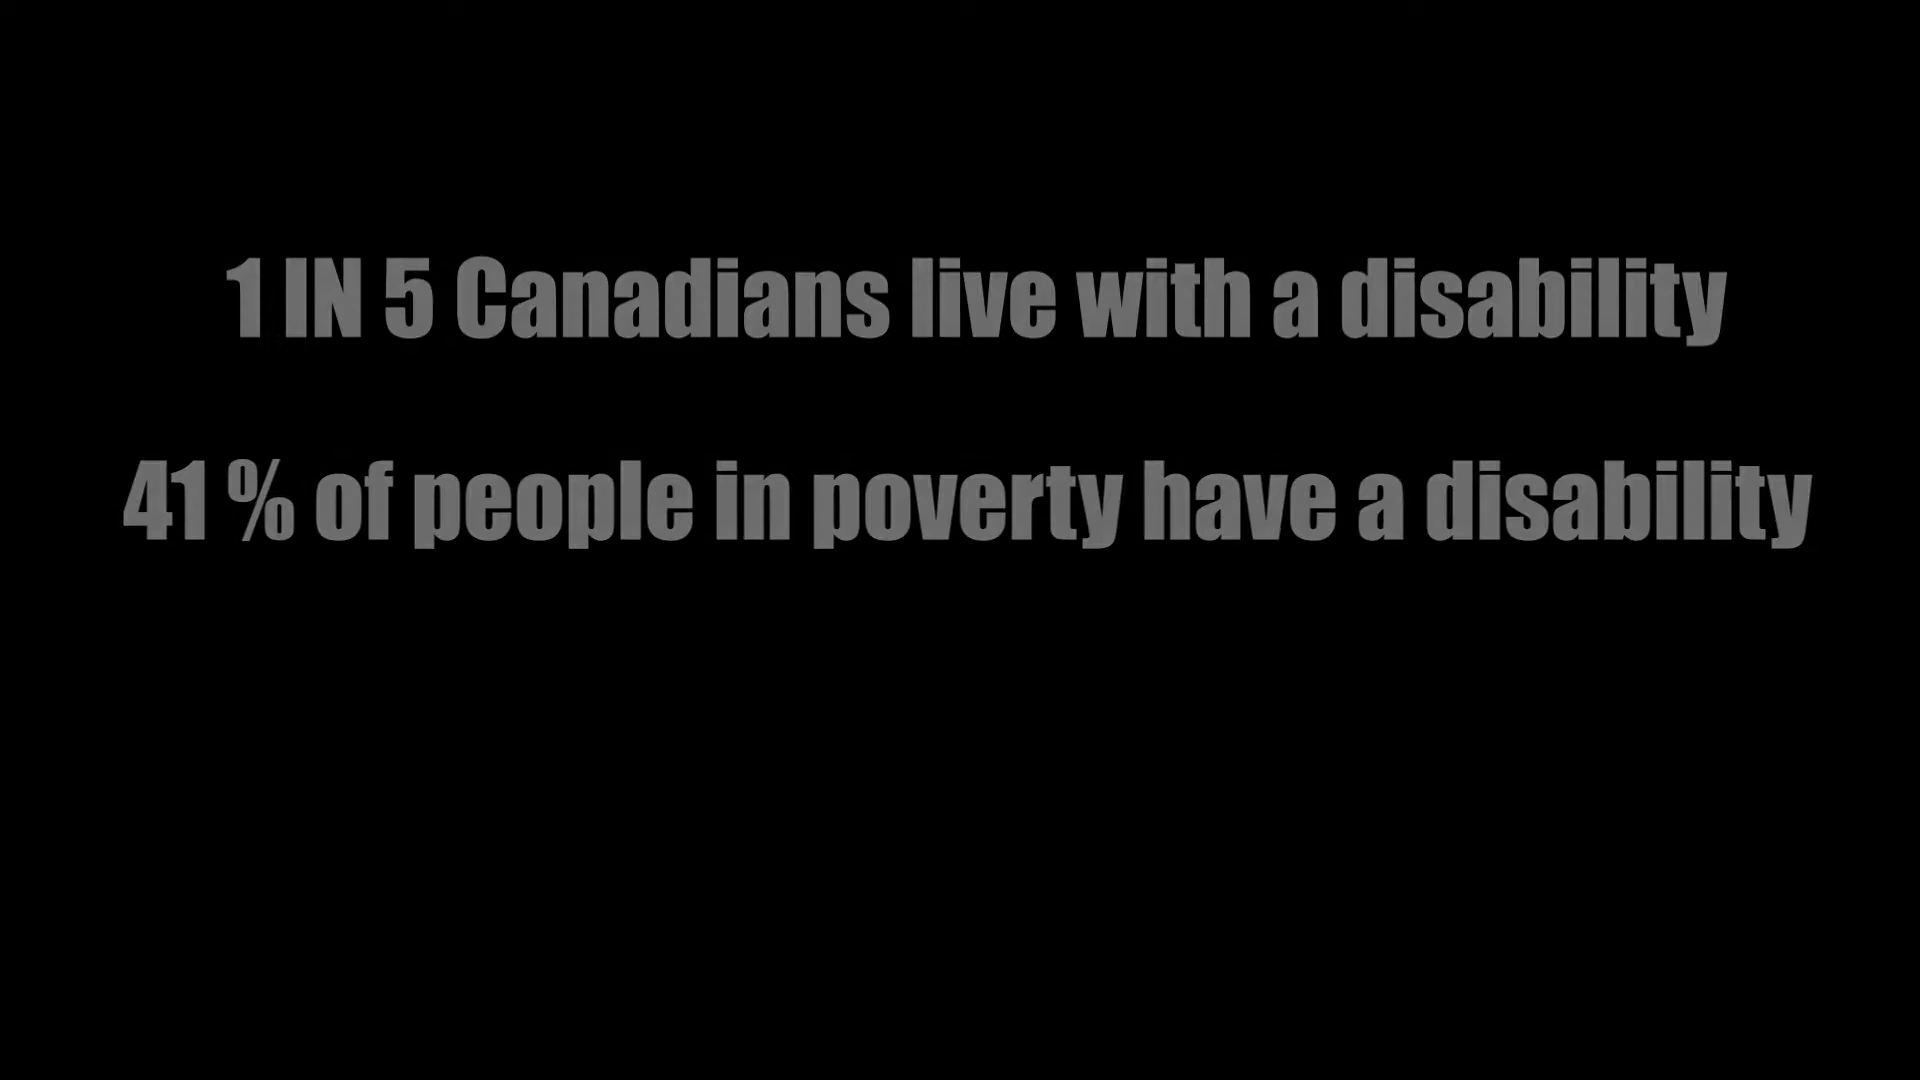 1 IN 5 Canadians live with a disability
41 % of people in poverty have a disability